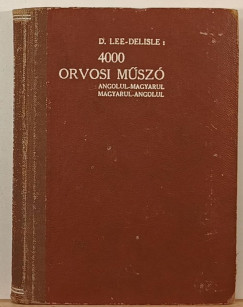 D. LEE-DELISLE:
4000
ORVOSI MŰSZÓ
ANGOLUL-MAGYARUL
MAGYARUL-ANGOLUL